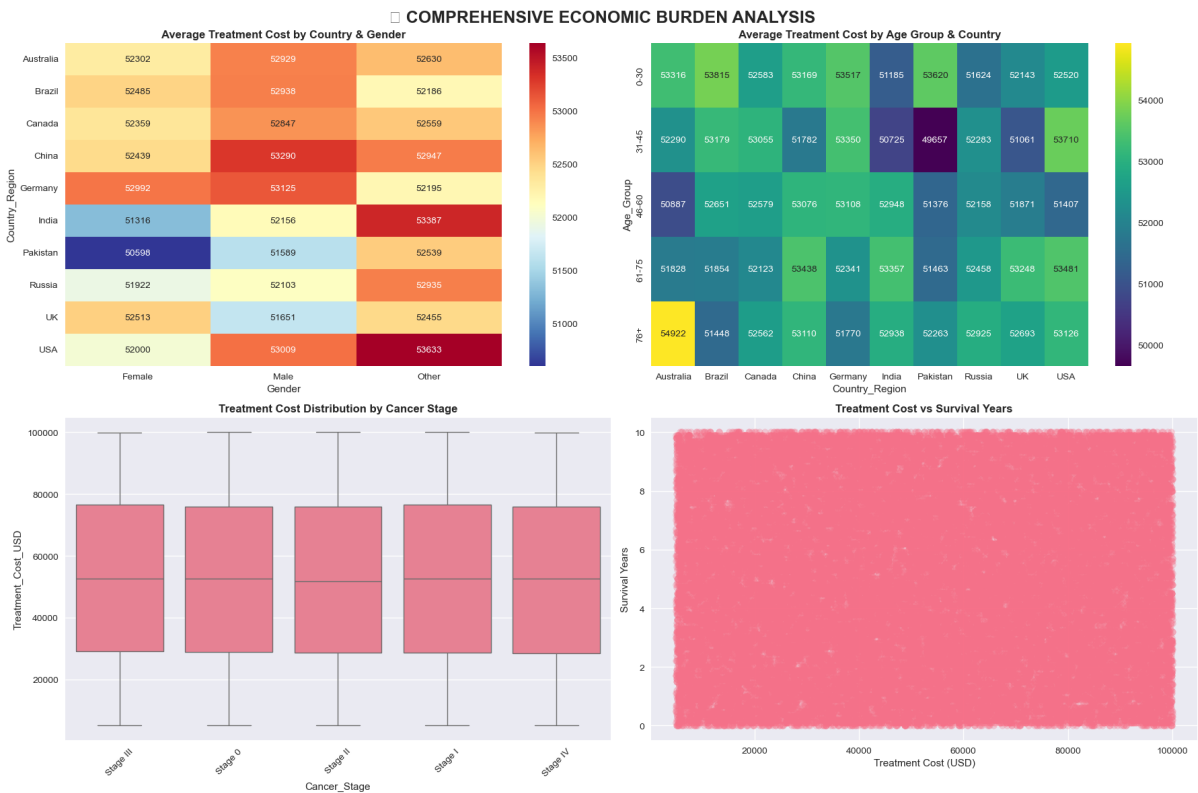 COMPREHENSIVE ECONOMIC BURDEN ANALYSIS
Average Treatment Cost by Country & Gender
Country_Region
Australia 52302 52929 52630
Brazil 52485 52938 52186
Canada 52359 52847 52559
China 52439 53290 52947
Germany 52992 53125 52195
India 51316 52156 53387
Pakistan 50598 51589 52539
Russia 51922 52103 52935
UK 52513 51651 52455
USA 52000 53009 53633
Female Male Other
Gender
53500
53000
52500
52000
51500
51000
Average Treatment Cost by Age Group & Country
Age_Group
0-30 53316 53815 52583 53169 53517 51185 53620 51624 52143 52520
31-45 52290 53179 53055 51782 53350 50725 49657 52283 51061 53710
46-60 50887 52651 52579 53076 53108 52948 51376 52158 51871 51407
61-75 51828 51854 52123 53438 52341 53357 51463 52458 53248 53481
76+ 54922 51448 52562 53110 51770 52938 52263 52925 52693 53126
Australia Brazil Canada China Germany India Pakistan Russia UK USA
Country_Region
54000
53000
52000
51000
50000
Treatment Cost Distribution by Cancer Stage
Treatment_Cost_USD
100000
80000
60000
40000
20000
Stage III Stage 0 Stage II Stage I Stage IV
Cancer_Stage
Treatment Cost vs Survival Years
Survival Years
10
8
6
4
2
0
20000 40000 60000 80000 100000
Treatment Cost (USD)